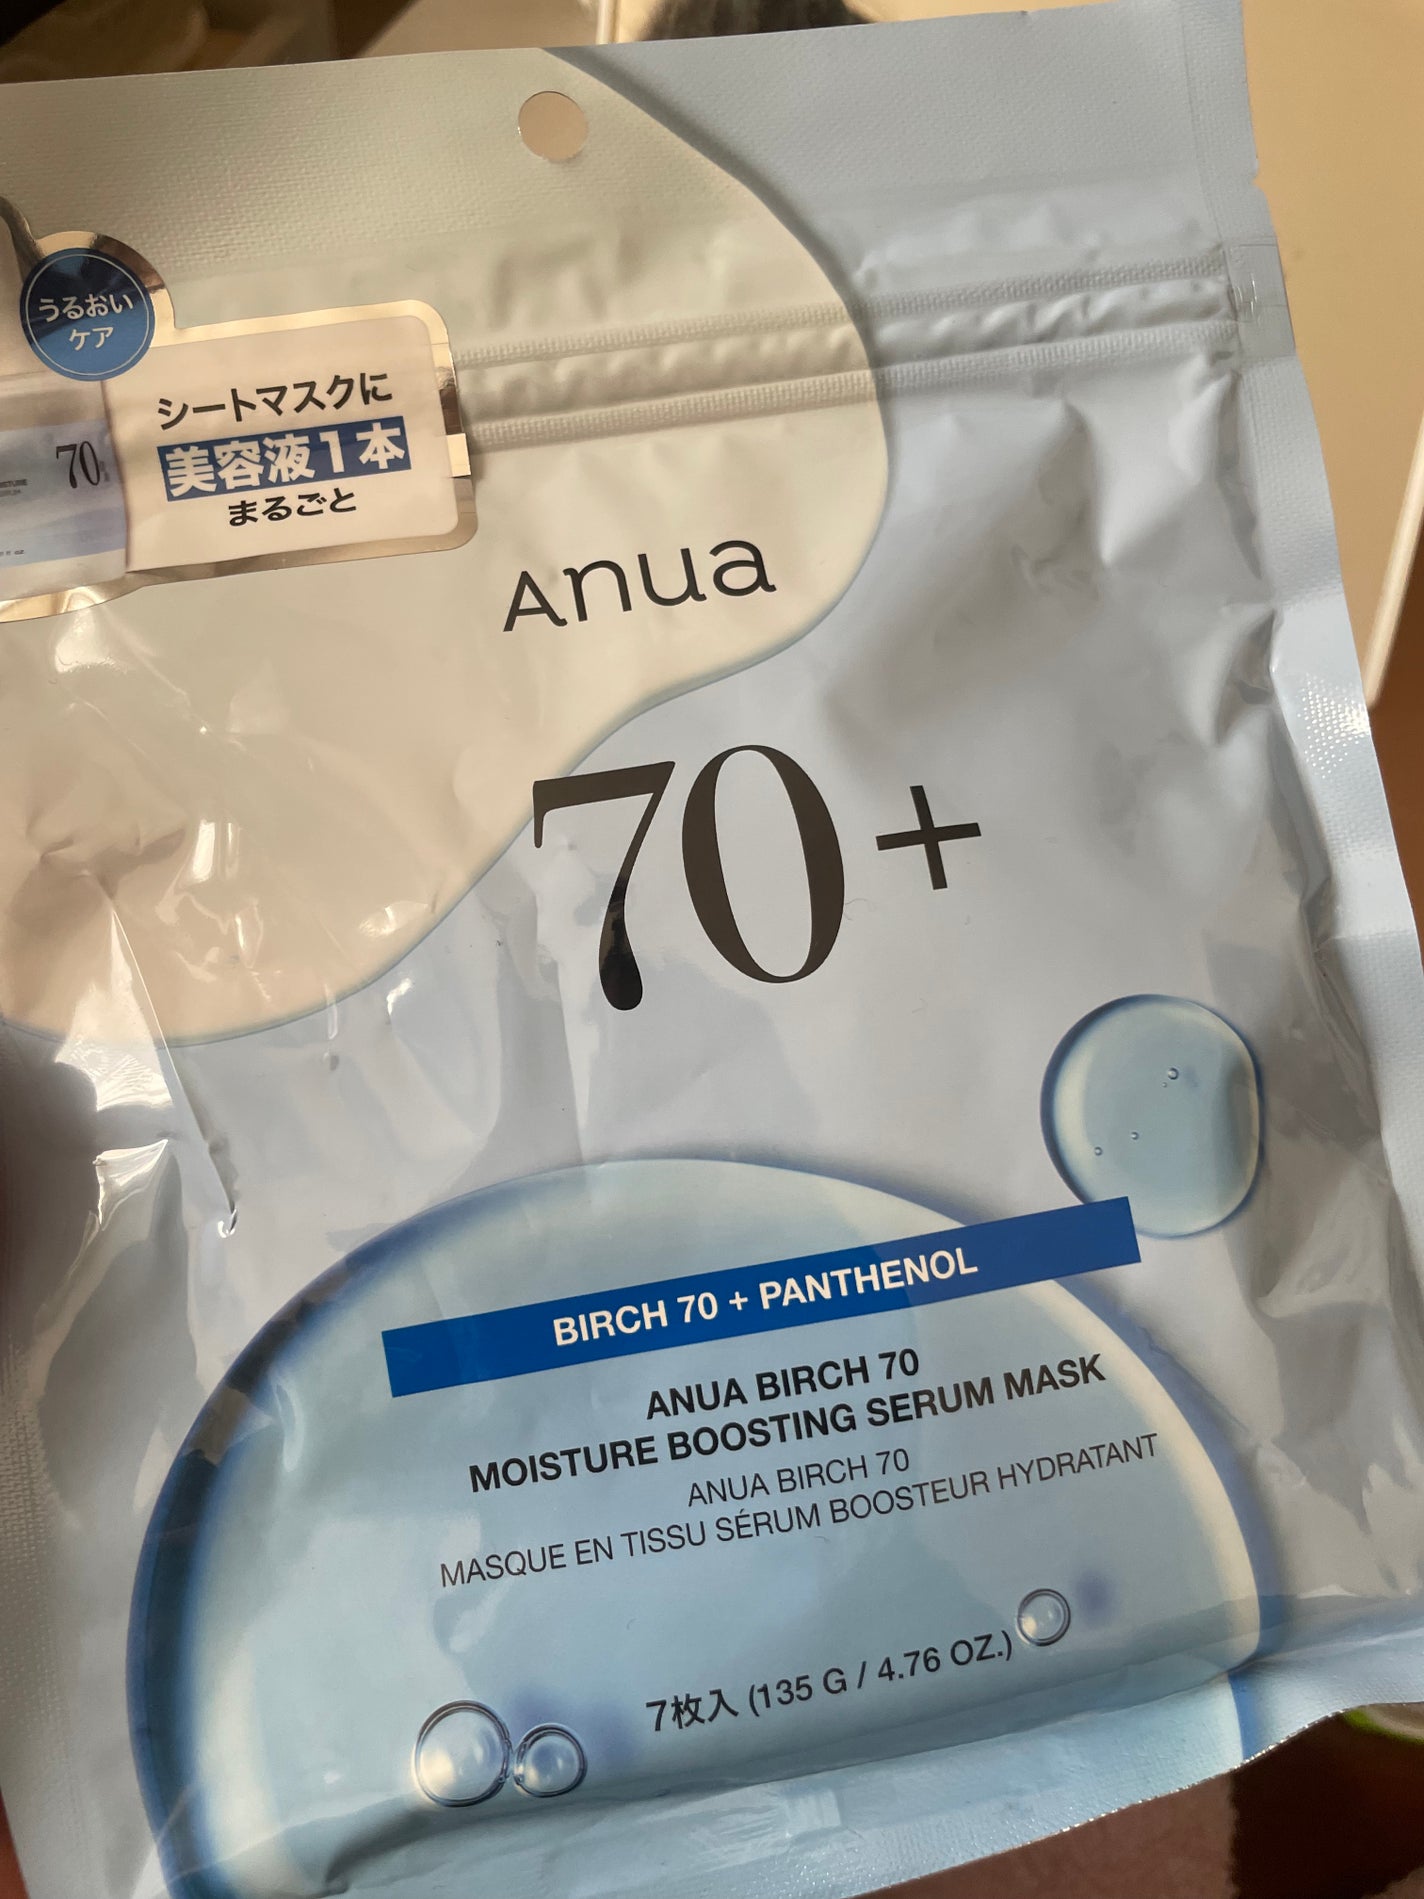 うるおい
ケア
シートマスクに
美容液1本
まるごと
70
Anua
70+
BIRCH 70 + PANTHENOL
ANUA BIRCH 70
MOISTURE BOOSTING SERUM MASK
ANUA BIRCH 70
MASQUE EN TISSU SÉRUM BOOSTEUR HYDRATANT
7枚入 (135 G / 4.76 OZ.)